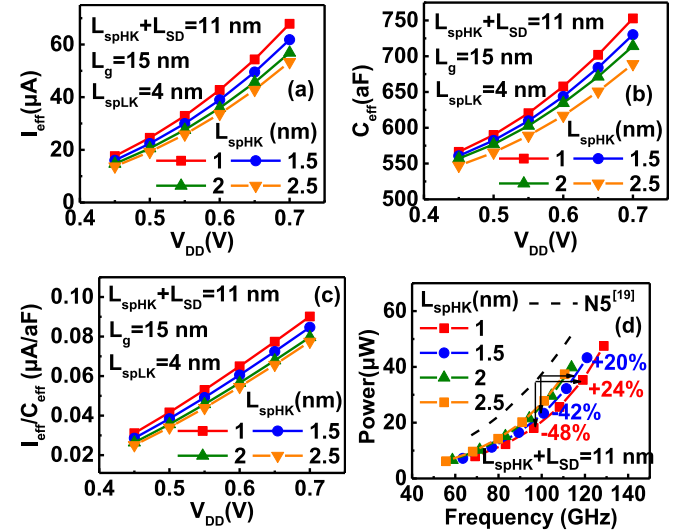 L_spHK+L_SD=11 nm
L_g=15 nm
L_spLK=4 nm
(a)
L_spHK(nm)
1
1.5
2
2.5
80
60
40
20
0
I_eff(μA)
0.4 0.5 0.6 0.7
V_DD(V)
L_spHK+L_SD=11 nm
L_g=15 nm
L_spLK=4 nm
(b)
L_spHK(nm)
1
1.5
2
2.5
750
700
650
600
550
500
C_eff(aF)
0.4 0.5 0.6 0.7
V_DD(V)
L_spHK+L_SD=11 nm
(c)
L_g=15 nm
L_spLK=4 nm
L_spHK(nm)
1
1.5
2
2.5
0.10
0.08
0.06
0.04
0.02
0.00
I_eff/C_eff (μA/aF)
0.4 0.5 0.6 0.7
V_DD(V)
L_spHK(nm)
N5[19]
1
1.5
2
2.5
(d)
+20%
+24%
-42%
-48%
L_spHK+L_SD=11 nm
60
40
20
0
Power(μW)
40 60 80 100 120 140
Frequency (GHz)